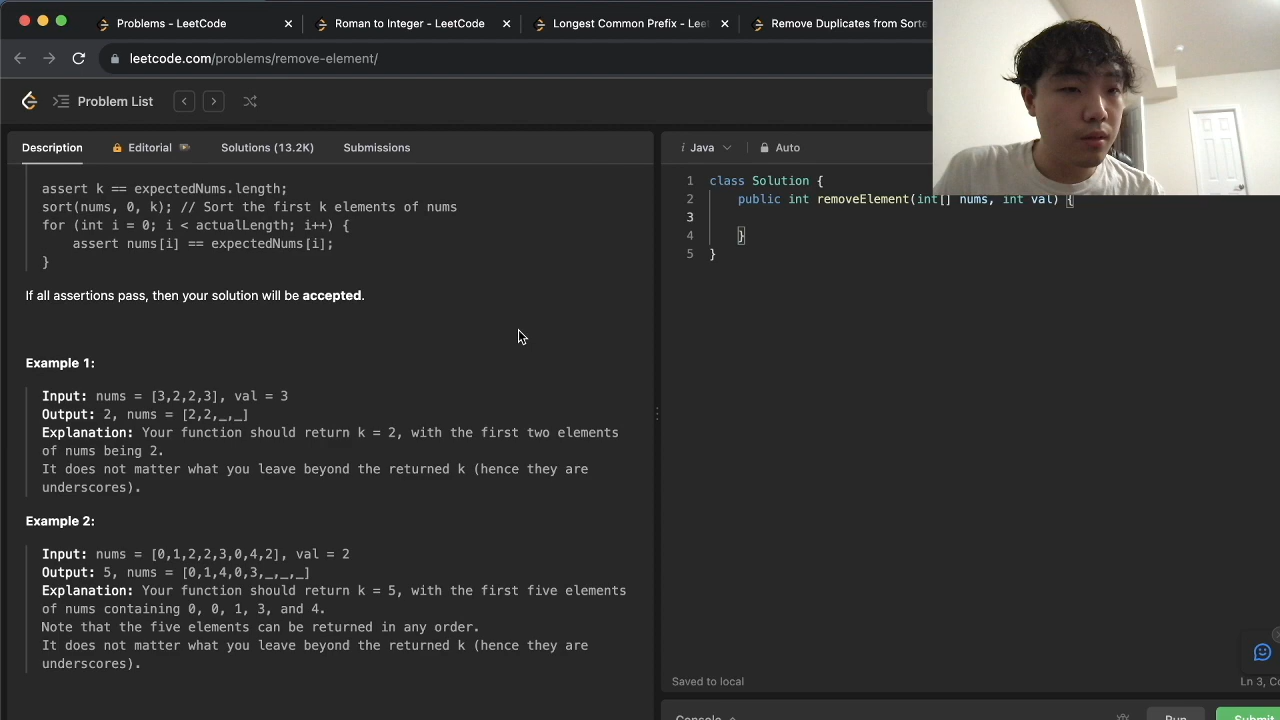 Problems - LeetCode
Roman to Integer - LeetCode
Longest Common Prefix - Leet
Remove Duplicates from Sorte
leetcode.com/problems/remove-element/
Problem List
Description
Editorial
Solutions (13.2K)
Submissions
assert k == expectedNums.length;
sort(nums, 0, k); // Sort the first k elements of nums
for (int i = 0; i < actualLength; i++) {
assert nums[i] == expectedNums[i];
}
If all assertions pass, then your solution will be accepted.
Example 1:
Input: nums = [3,2,2,3], val = 3
Output: 2, nums = [2,2,_,_]
Explanation: Your function should return k = 2, with the first two elements
of nums being 2.
It does not matter what you leave beyond the returned k (hence they are
underscores).
Example 2:
Input: nums = [0,1,2,2,3,0,4,2], val = 2
Output: 5, nums = [0,1,4,0,3,_,_,_]
Explanation: Your function should return k = 5, with the first five elements
of nums containing 0, 0, 1, 3, and 4.
Note that the five elements can be returned in any order.
It does not matter what you leave beyond the returned k (hence they are
underscores).
i Java
Auto
1 class Solution {
2 public int removeElement(int[] nums, int val) {
3
4 }
5 }
Saved to local
Ln 3, Co
Console
Run
Submit